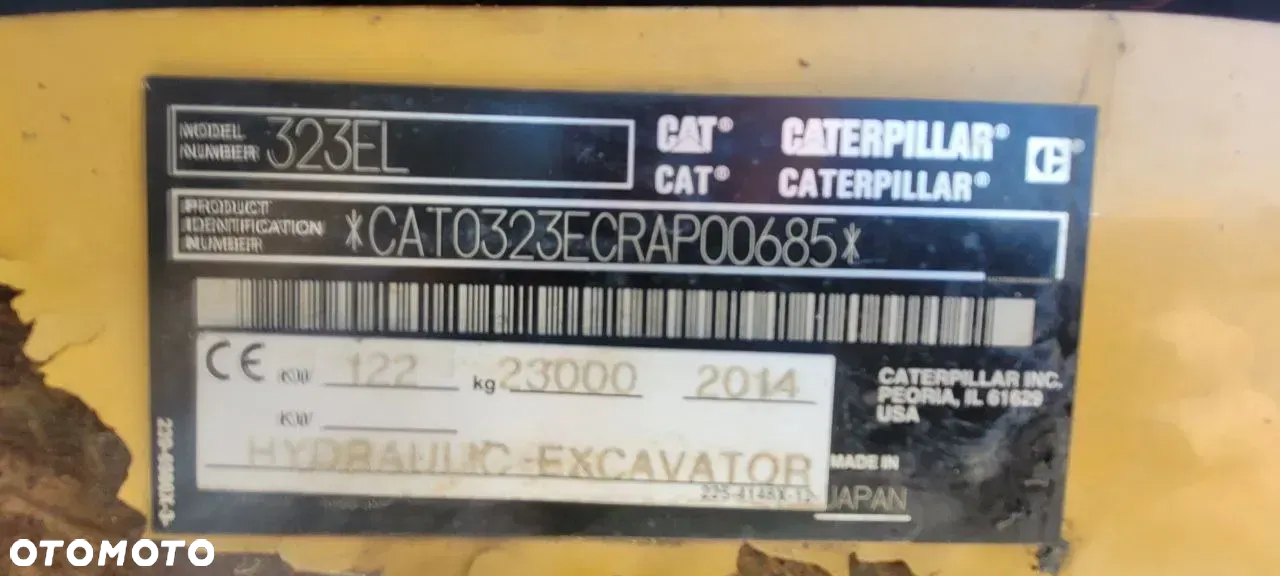 MODEL NUMBER 323EL
CAT® CATERPILLAR®
CAT® CATERPILLAR®
PRODUCT IDENTIFICATION NUMBER *CAT0323ECRAP00685*
CE KW 122 kg 23000 2014
KW
HYDRAULIC EXCAVATOR
CATERPILLAR INC.
PEORIA, IL 61629
USA
MADE IN
JAPAN
OTOMOTO